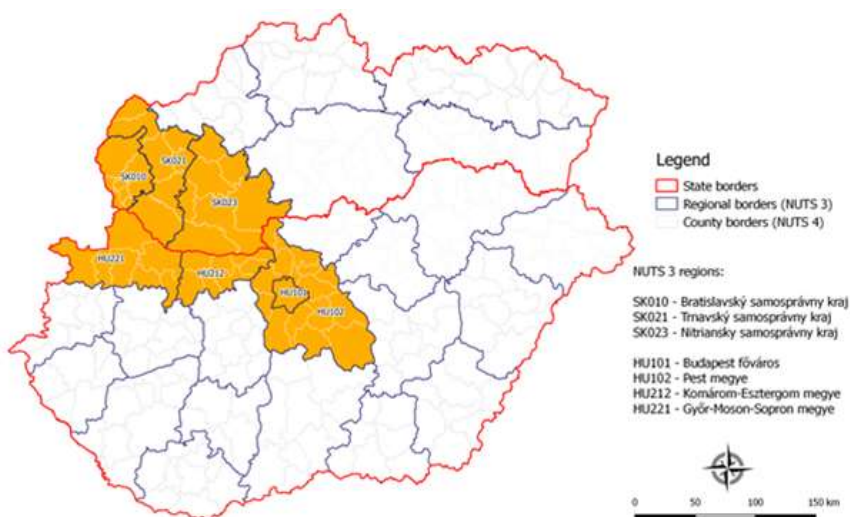 SK010
SK021
SK023
HU221
HU212
HU101
HU102
Legend
State borders
Regional borders (NUTS 3)
County borders (NUTS 4)
NUTS 3 regions:
SK010 - Bratislavský samosprávny kraj
SK021 - Trnavský samosprávny kraj
SK023 - Nitriansky samosprávny kraj
HU101 - Budapest főváros
HU102 - Pest megye
HU212 - Komárom-Esztergom megye
HU221 - Győr-Moson-Sopron megye
0 50 100 150 km